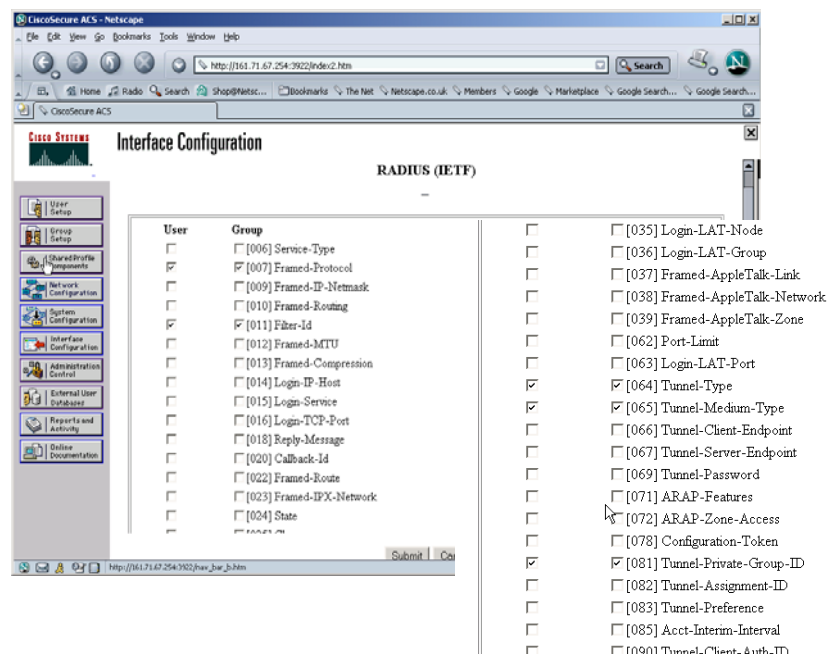 CiscoSecure ACS - Netscape
File Edit View Go Bookmarks Tools Window Help
http://161.71.67.254:3922/index2.htm
Search
Home Radio Search Shop@Netsc... Bookmarks The Net Netscape.co.uk Members Google Marketplace Google Search... Google Search...
CiscoSecure ACS
CISCO SYSTEMS
Interface Configuration
RADIUS (IETF)
User Setup
Group Setup
Shared Profile Components
Network Configuration
System Configuration
Interface Configuration
Administration Control
External User Databases
Reports and Activity
Online Documentation
User Group
[006] Service-Type
[007] Framed-Protocol
[009] Framed-IP-Netmask
[010] Framed-Routing
[011] Filter-Id
[012] Framed-MTU
[013] Framed-Compression
[014] Login-IP-Host
[015] Login-Service
[016] Login-TCP-Port
[018] Reply-Message
[020] Callback-Id
[022] Framed-Route
[023] Framed-IPX-Network
[024] State
Submit
http://161.71.67.254:3922/nav_bar_b.htm
[035] Login-LAT-Node
[036] Login-LAT-Group
[037] Framed-AppleTalk-Link
[038] Framed-AppleTalk-Network
[039] Framed-AppleTalk-Zone
[062] Port-Limit
[063] Login-LAT-Port
[064] Tunnel-Type
[065] Tunnel-Medium-Type
[066] Tunnel-Client-Endpoint
[067] Tunnel-Server-Endpoint
[069] Tunnel-Password
[071] ARAP-Features
[072] ARAP-Zone-Access
[078] Configuration-Token
[081] Tunnel-Private-Group-ID
[082] Tunnel-Assignment-ID
[083] Tunnel-Preference
[085] Acct-Interim-Interval
[090] Tunnel-Client-Auth-ID